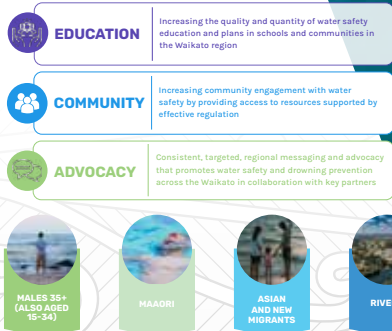 EDUCATION
Increasing the quality and quantity of water safety
education and plans in schools and communities in
the Waikato region
COMMUNITY
Increasing community engagement with water
safety by providing access to resources supported by
effective regulation
ADVOCACY
Consistent, targeted, regional messaging and advocacy
that promotes water safety and drowning prevention
across the Waikato in collaboration with key partners
MALES 35+
(ALSO AGED
15-34)
MAAORI
ASIAN
AND NEW
MIGRANTS
RIVE